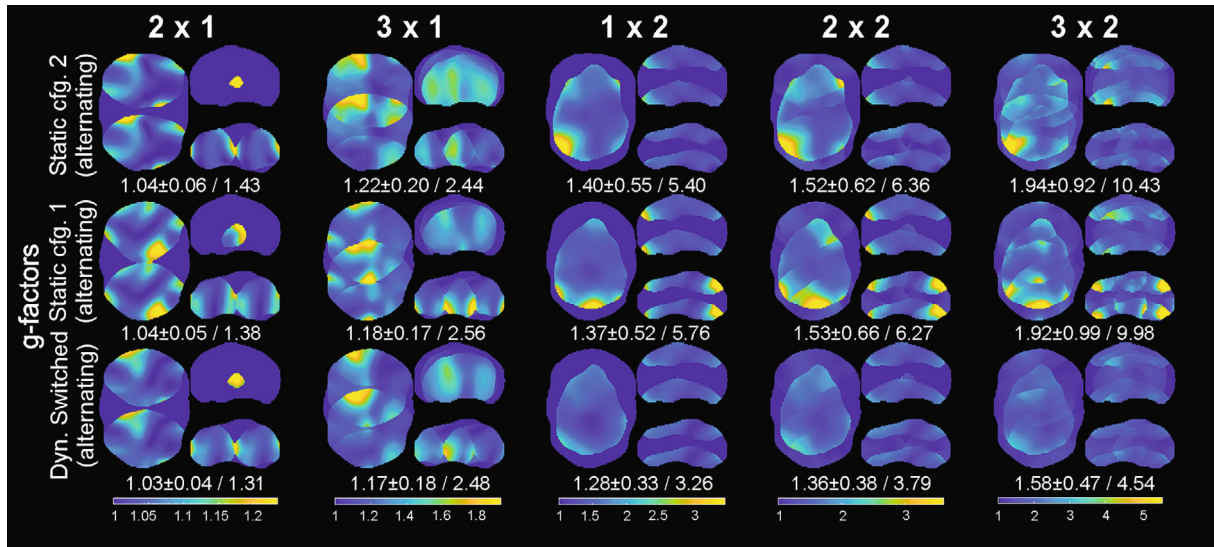 2 x 1 3 x 1 1 x 2 2 x 2 3 x 2
g-factors
Static cfg. 2
(alternating)
1.04±0.06 / 1.43 1.22±0.20 / 2.44 1.40±0.55 / 5.40 1.52±0.62 / 6.36 1.94±0.92 / 10.43
Static cfg. 1
(alternating)
1.04±0.05 / 1.38 1.18±0.17 / 2.56 1.37±0.52 / 5.76 1.53±0.66 / 6.27 1.92±0.99 / 9.98
Dyn. Switched
(alternating)
1.03±0.04 / 1.31 1.17±0.18 / 2.48 1.28±0.33 / 3.26 1.36±0.38 / 3.79 1.58±0.47 / 4.54
1 1.05 1.1 1.15 1.2 1 1.2 1.4 1.6 1.8 1 1.5 2 2.5 3 1 2 3 1 2 3 4 5